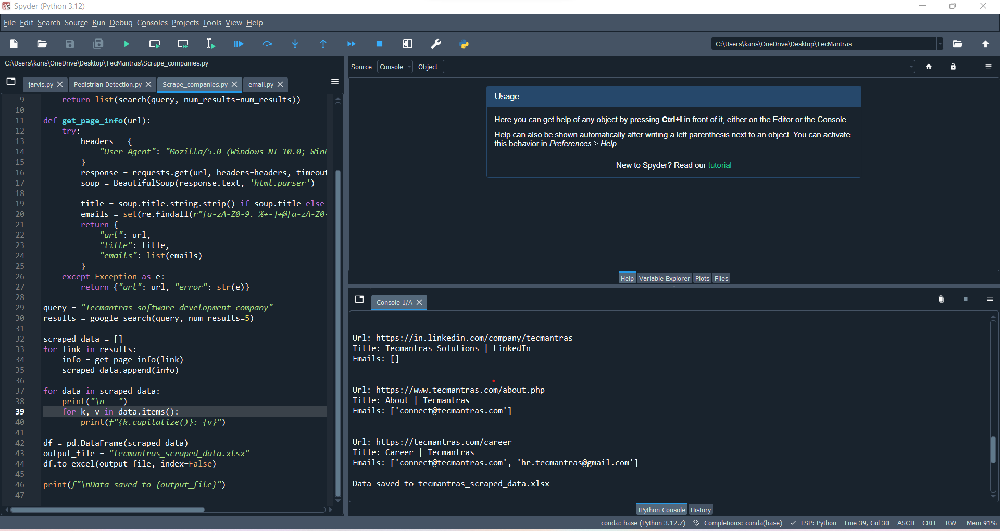 Spyder (Python 3.12)
File Edit Search Source Run Debug Consoles Projects Tools View Help
C:\Users\karis\OneDrive\Desktop\TecMantras
C:\Users\karis\OneDrive\Desktop\TecMantras\Scrape_companies.py
jarvis.py Pedistrian Detection.py Scrape_companies.py email.py
9 return list(search(query, num_results=num_results))
10
11 def get_page_info(url):
12 try:
13 headers = {
14 "User-Agent": "Mozilla/5.0 (Windows NT 10.0; Win6
15 }
16 response = requests.get(url, headers=headers, timeout
17 soup = BeautifulSoup(response.text, 'html.parser')
18
19 title = soup.title.string.strip() if soup.title else
20 emails = set(re.findall(r"[a-zA-Z0-9._%+-]+@[a-zA-Z0-
21 return {
22 "url": url,
23 "title": title,
24 "emails": list(emails)
25 }
26 except Exception as e:
27 return {"url": url, "error": str(e)}
28
29 query = "Tecmantras software development company"
30 results = google_search(query, num_results=5)
31
32 scraped_data = []
33 for link in results:
34 info = get_page_info(link)
35 scraped_data.append(info)
36
37 for data in scraped_data:
38 print("\n---")
39 for k, v in data.items():
40 print(f"{k.capitalize()}: {v}")
41
42 df = pd.DataFrame(scraped_data)
43 output_file = "tecmantras_scraped_data.xlsx"
44 df.to_excel(output_file, index=False)
45
46 print(f"\nData saved to {output_file}")
47
Source Console Object
Usage
Here you can get help of any object by pressing Ctrl+I in front of it, either on the Editor or the Console.
Help can also be shown automatically after writing a left parenthesis next to an object. You can activate
this behavior in Preferences > Help.
New to Spyder? Read our tutorial
Help Variable Explorer Plots Files
Console 1/A
---
Url: https://in.linkedin.com/company/tecmantras
Title: Tecmantras Solutions | LinkedIn
Emails: []
---
Url: https://www.tecmantras.com/about.php
Title: About | Tecmantras
Emails: ['connect@tecmantras.com']
---
Url: https://tecmantras.com/career
Title: Career | Tecmantras
Emails: ['connect@tecmantras.com', 'hr.tecmantras@gmail.com']
Data saved to tecmantras_scraped_data.xlsx
IPython Console History
conda: base (Python 3.12.7) Completions: conda(base) LSP: Python Line 39, Col 30 ASCII CRLF RW Mem 91%